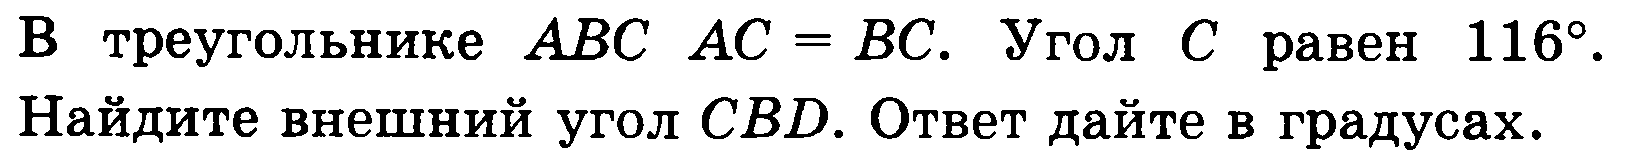 В треугольнике ABC AC = BC. Угол C равен 116°.
Найдите внешний угол CBD. Ответ дайте в градусах.